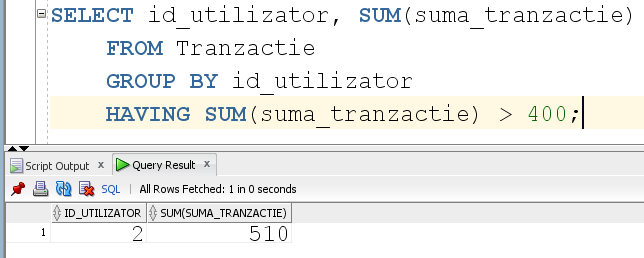 SELECT id_utilizator, SUM(suma_tranzactie)
FROM Tranzactie
GROUP BY id_utilizator
HAVING SUM(suma_tranzactie) > 400;
Script Output x Query Result x
SQL | All Rows Fetched: 1 in 0 seconds
ID_UTILIZATOR SUM(SUMA_TRANZACTIE)
1 2 510